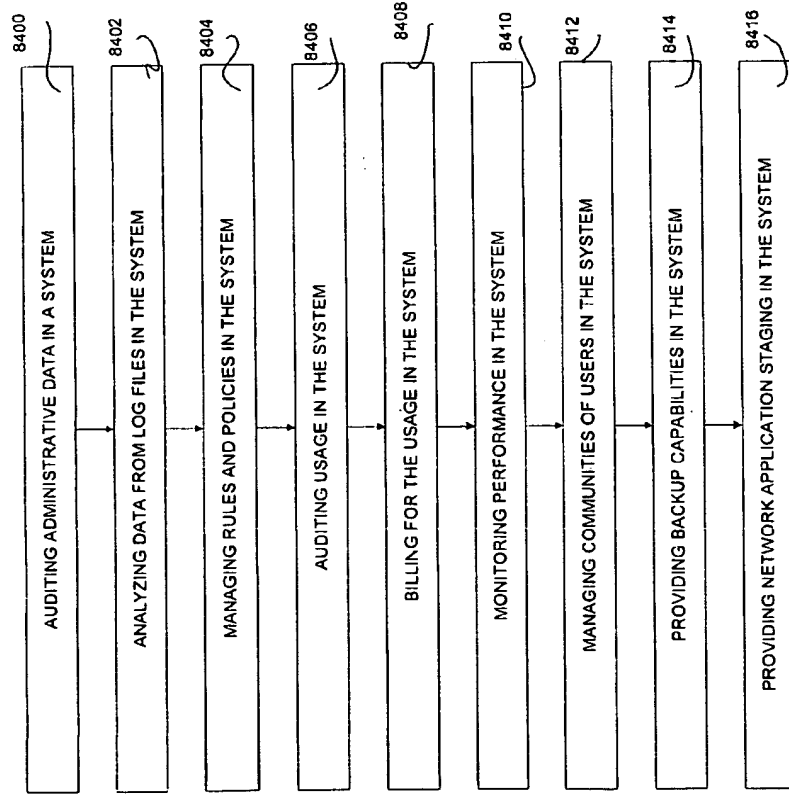 8400
AUDITING ADMINISTRATIVE DATA IN A SYSTEM
8402
ANALYZING DATA FROM LOG FILES IN THE SYSTEM
8404
MANAGING RULES AND POLICIES IN THE SYSTEM
8406
AUDITING USAGE IN THE SYSTEM
8408
BILLING FOR THE USAGE IN THE SYSTEM
8410
MONITORING PERFORMANCE IN THE SYSTEM
8412
MANAGING COMMUNITIES OF USERS IN THE SYSTEM
8414
PROVIDING BACKUP CAPABILITIES IN THE SYSTEM
8416
PROVIDING NETWORK APPLICATION STAGING IN THE SYSTEM